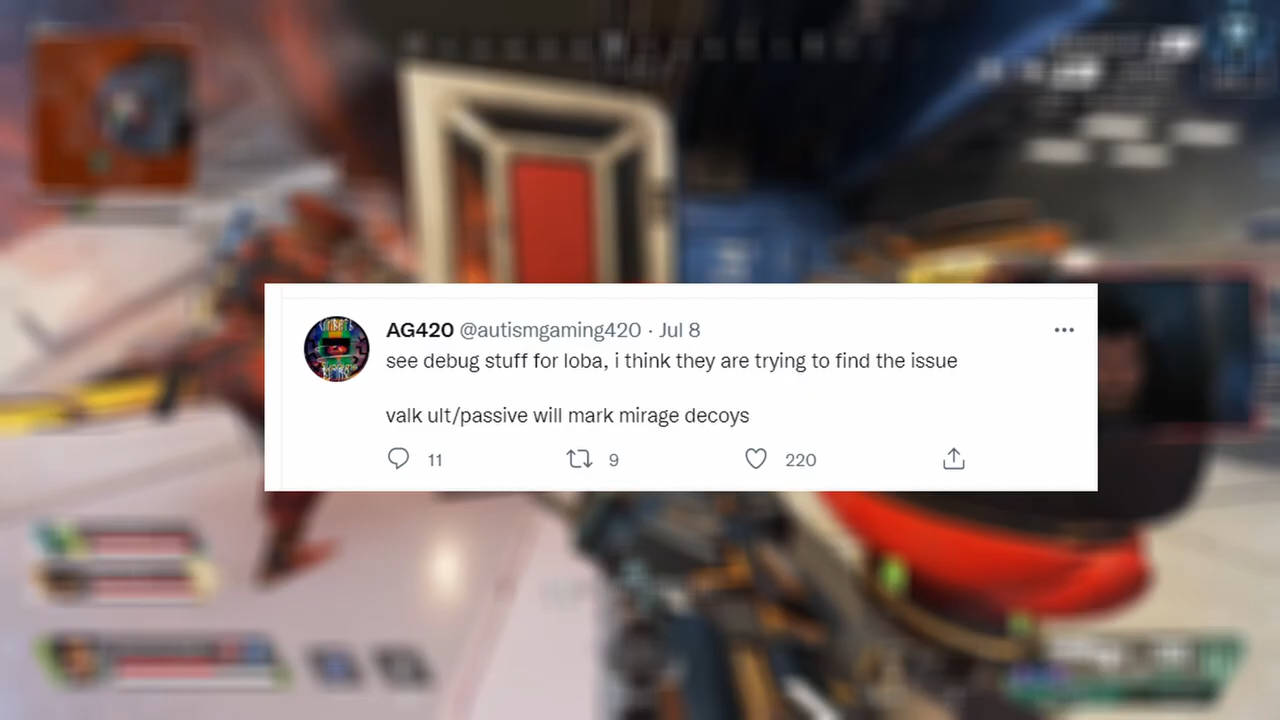 AG420 @autismgaming420 · Jul 8
see debug stuff for loba, i think they are trying to find the issue
valk ult/passive will mark mirage decoys
11 9 220